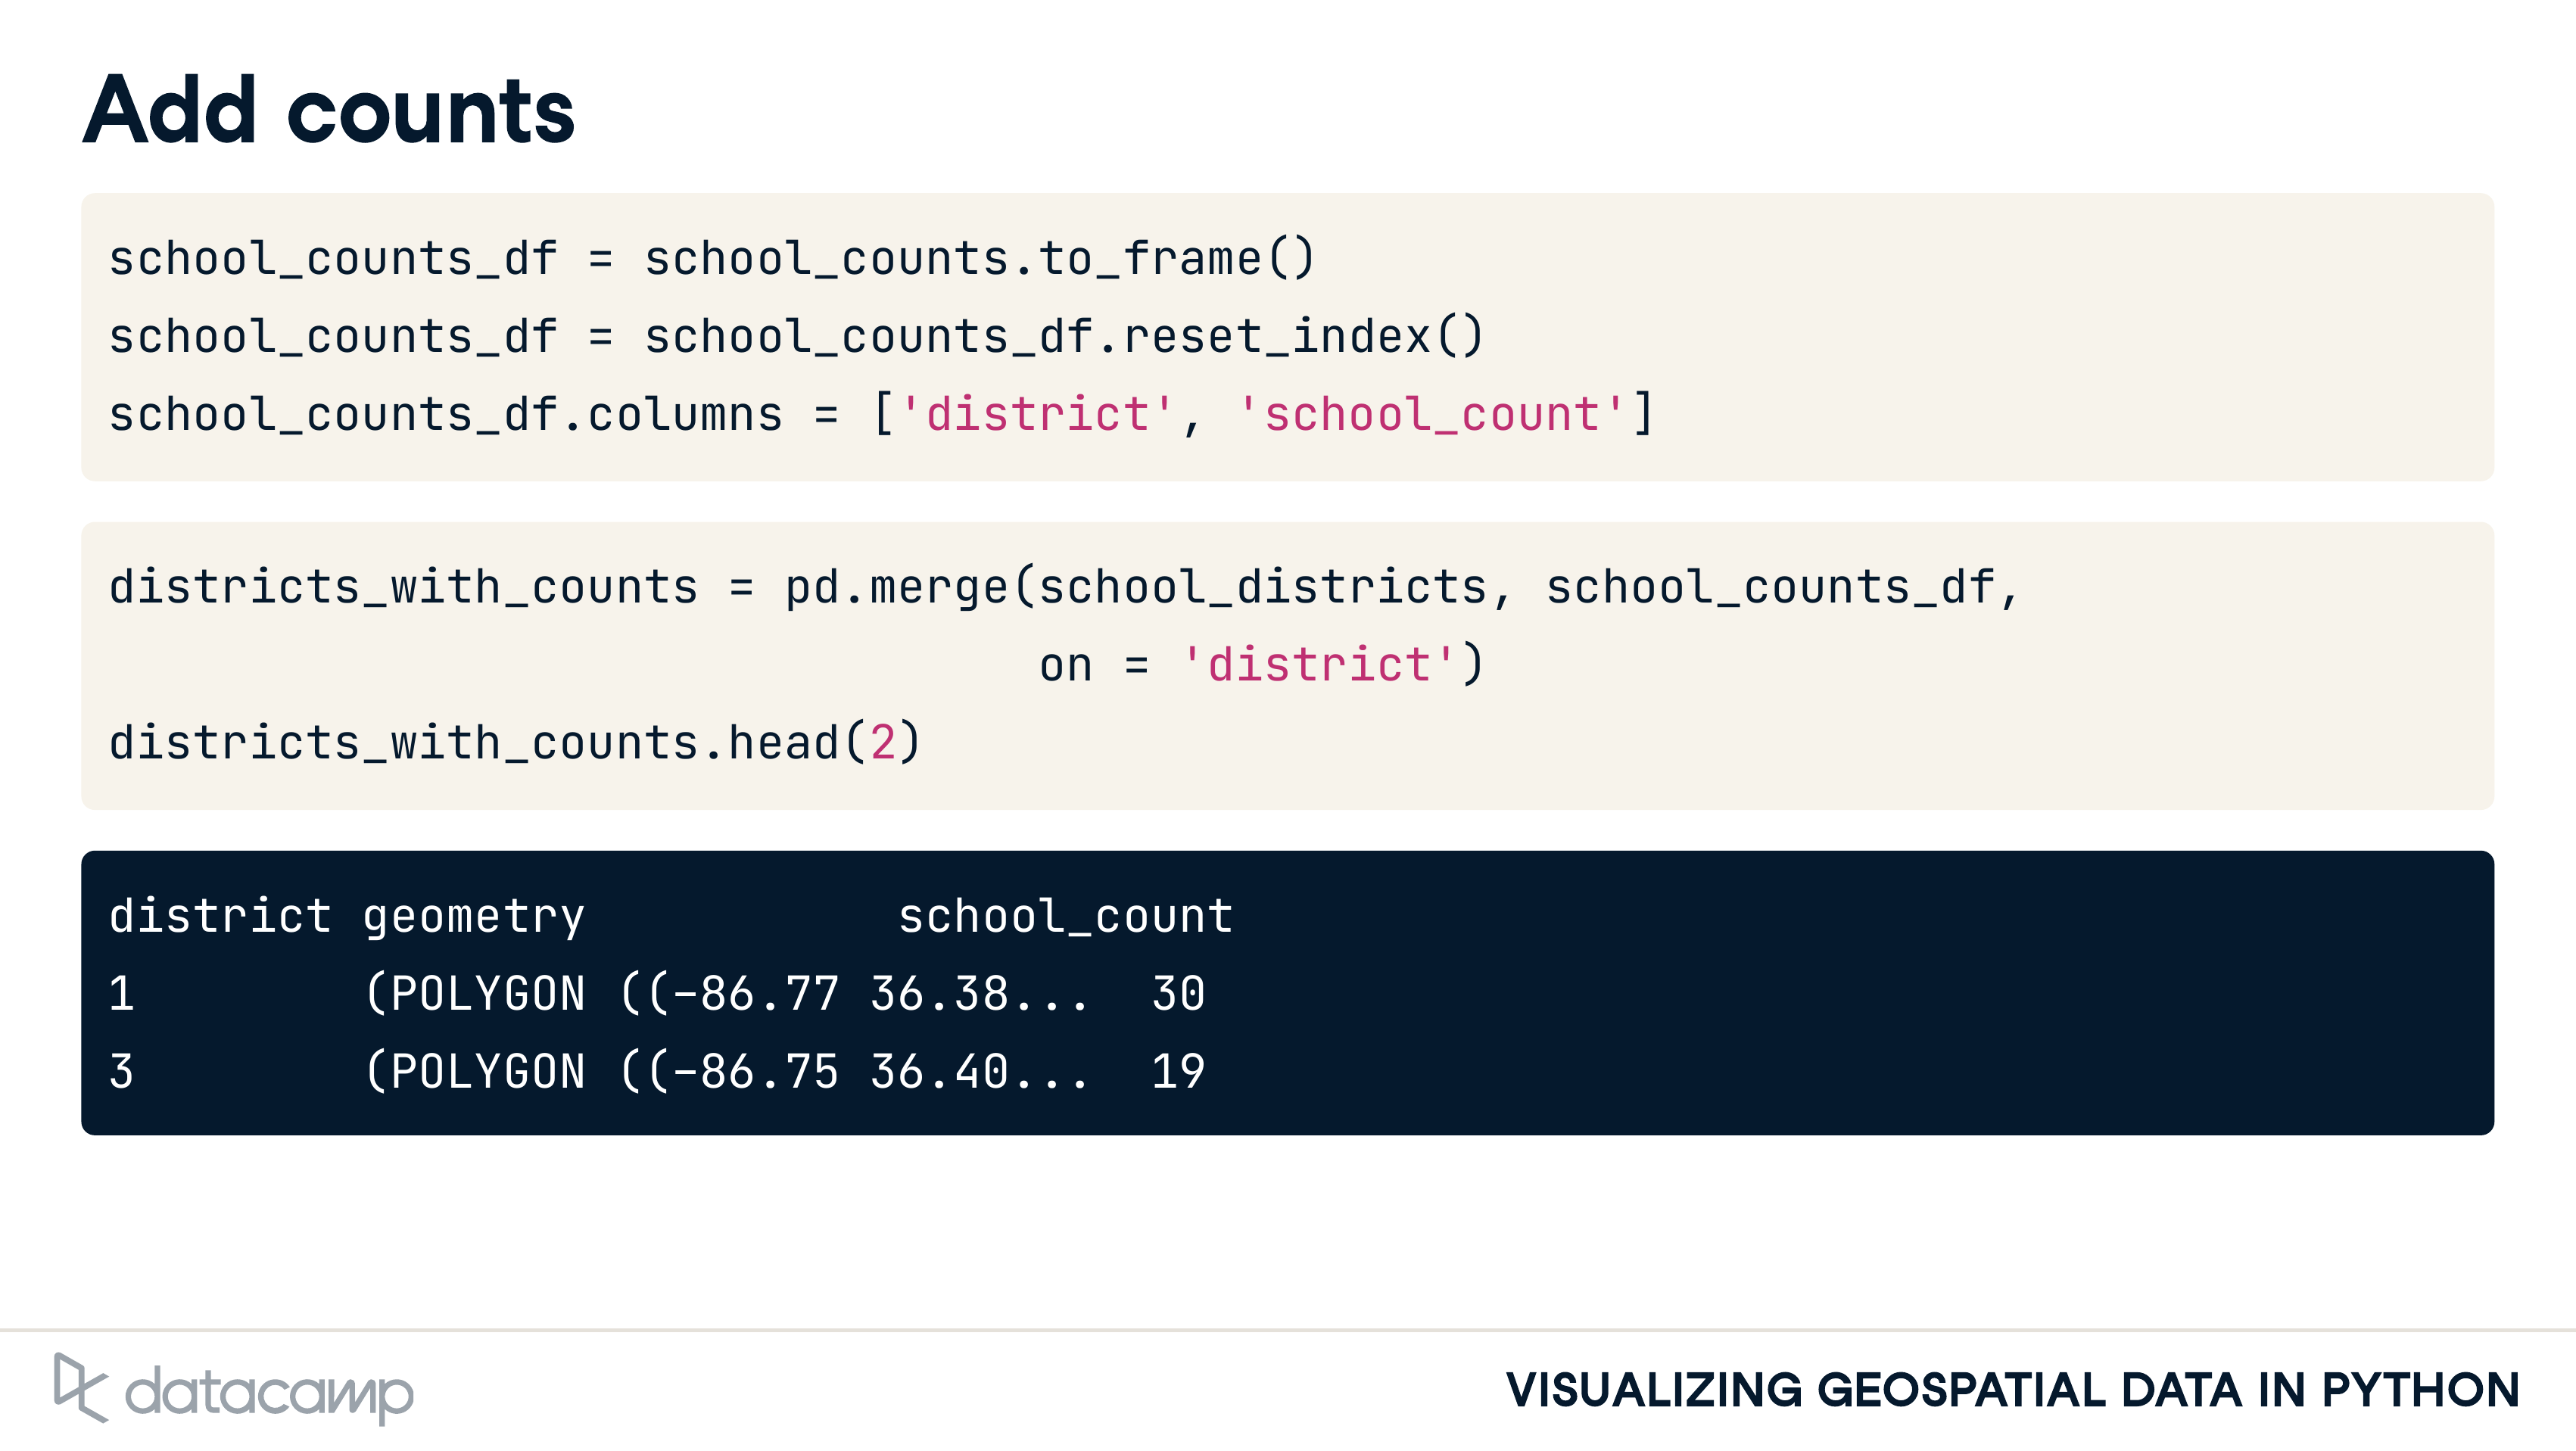 Add counts
school_counts_df = school_counts.to_frame()
school_counts_df = school_counts_df.reset_index()
school_counts_df.columns = ['district', 'school_count']
districts_with_counts = pd.merge(school_districts, school_counts_df,
                                 on = 'district')
districts_with_counts.head(2)
district geometry           school_count
1        (POLYGON ((-86.77 36.38...  30
3        (POLYGON ((-86.75 36.40...  19
datacamp
VISUALIZING GEOSPATIAL DATA IN PYTHON